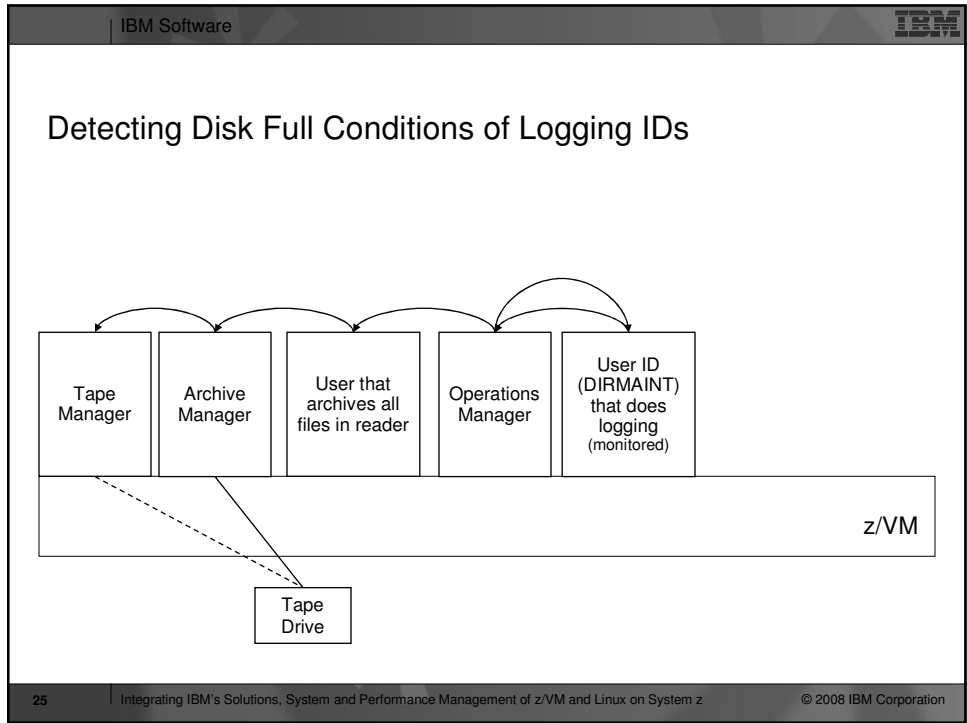 IBM Software
IBM
Detecting Disk Full Conditions of Logging IDs
Tape
Manager
Archive
Manager
User that
archives all
files in reader
Operations
Manager
User ID
(DIRMAINT)
that does
logging
(monitored)
z/VM
Tape
Drive
25
Integrating IBM's Solutions, System and Performance Management of z/VM and Linux on System z
© 2008 IBM Corporation